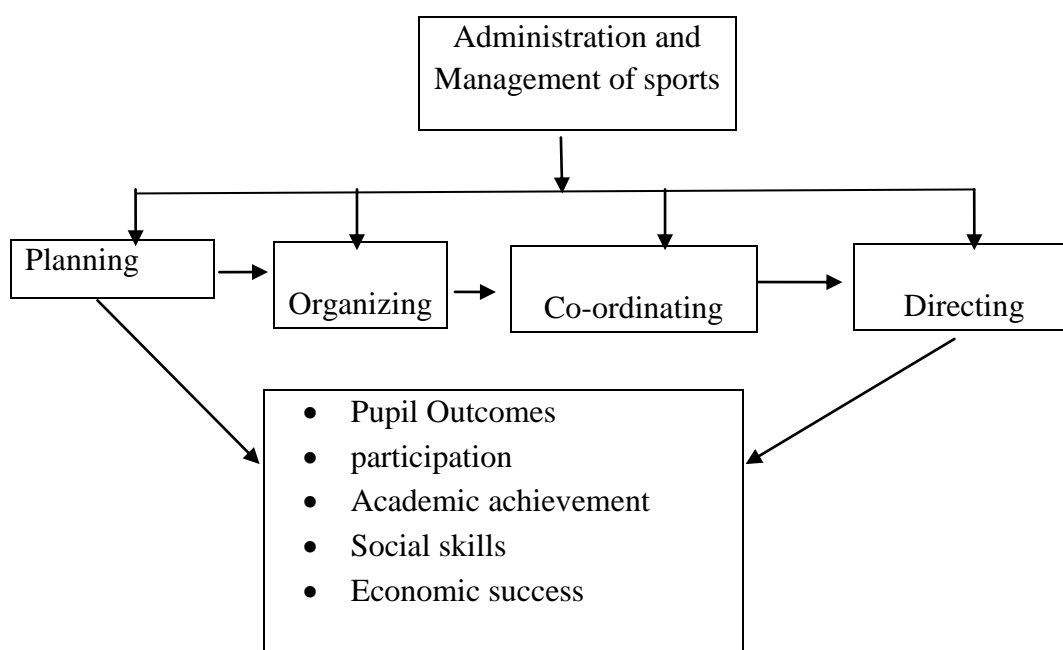 Administration and
Management of sports
Planning
Organizing
Co-ordinating
Directing
• Pupil Outcomes
• participation
• Academic achievement
• Social skills
• Economic success